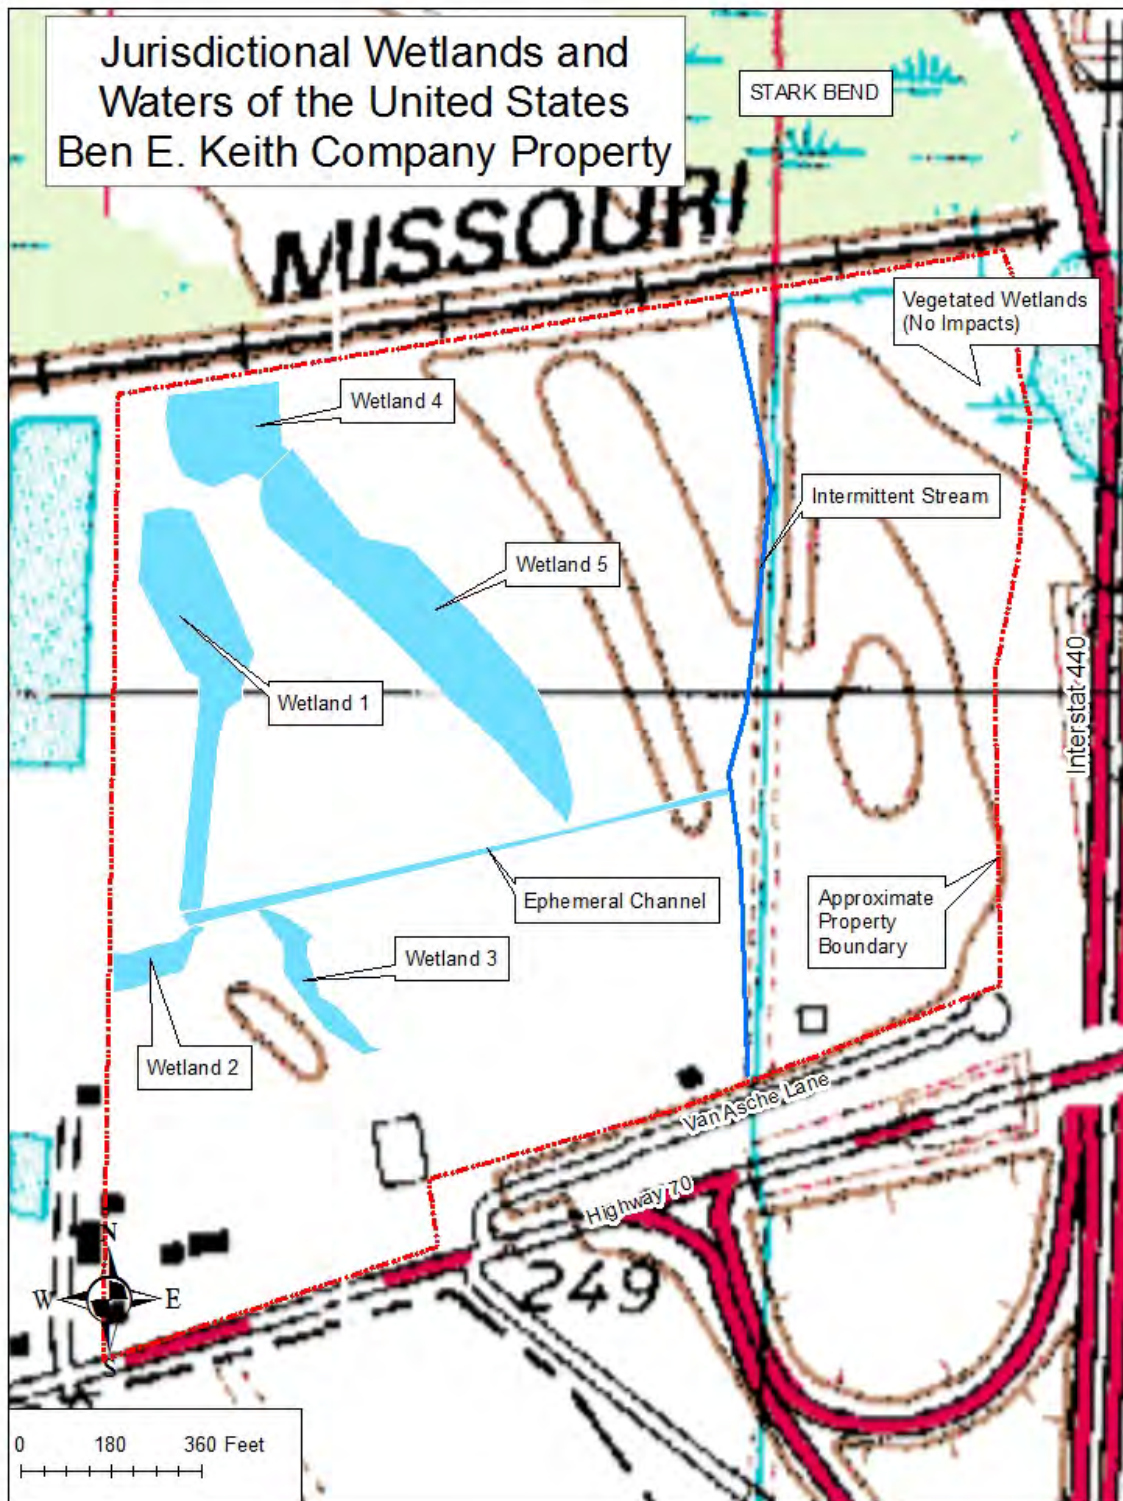 Jurisdictional Wetlands and
Waters of the United States
Ben E. Keith Company Property
STARK BEND
MISSOURI
Vegetated Wetlands
(No Impacts)
Wetland 4
Intermittent Stream
Wetland 5
Wetland 1
Interstat 440
Ephemeral Channel
Approximate
Property
Boundary
Wetland 3
Wetland 2
Van Asche Lane
Highway 70
249
N
W
E
S
0 180 360 Feet